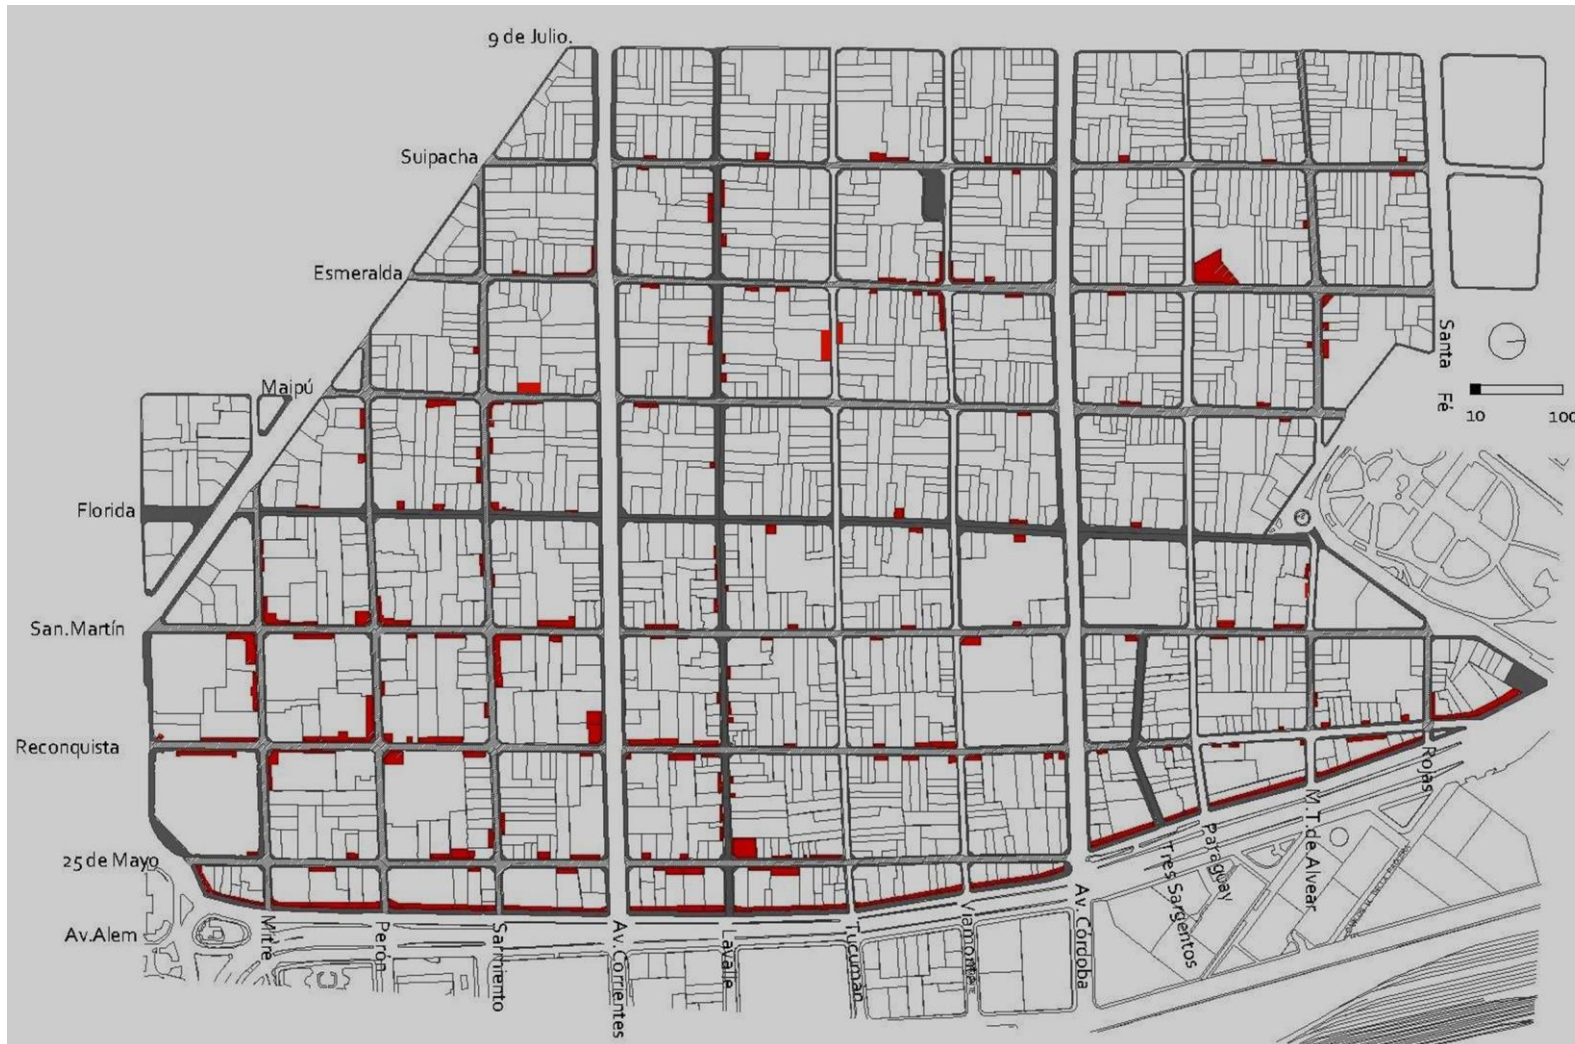 9 de Julio.
Suipacha
Esmeralda
Maipú
Florida
San.Martín
Reconquista
25 de Mayo
Av.Alem
Mitre
Perón
Sarmiento
Av.Corrientes
Lavalle
Tucumán
Viamonte
Av.Córdoba
Tres Sargentos
Paraguay
M.T.de Alvear
Rojas
Santa Fé
10
100